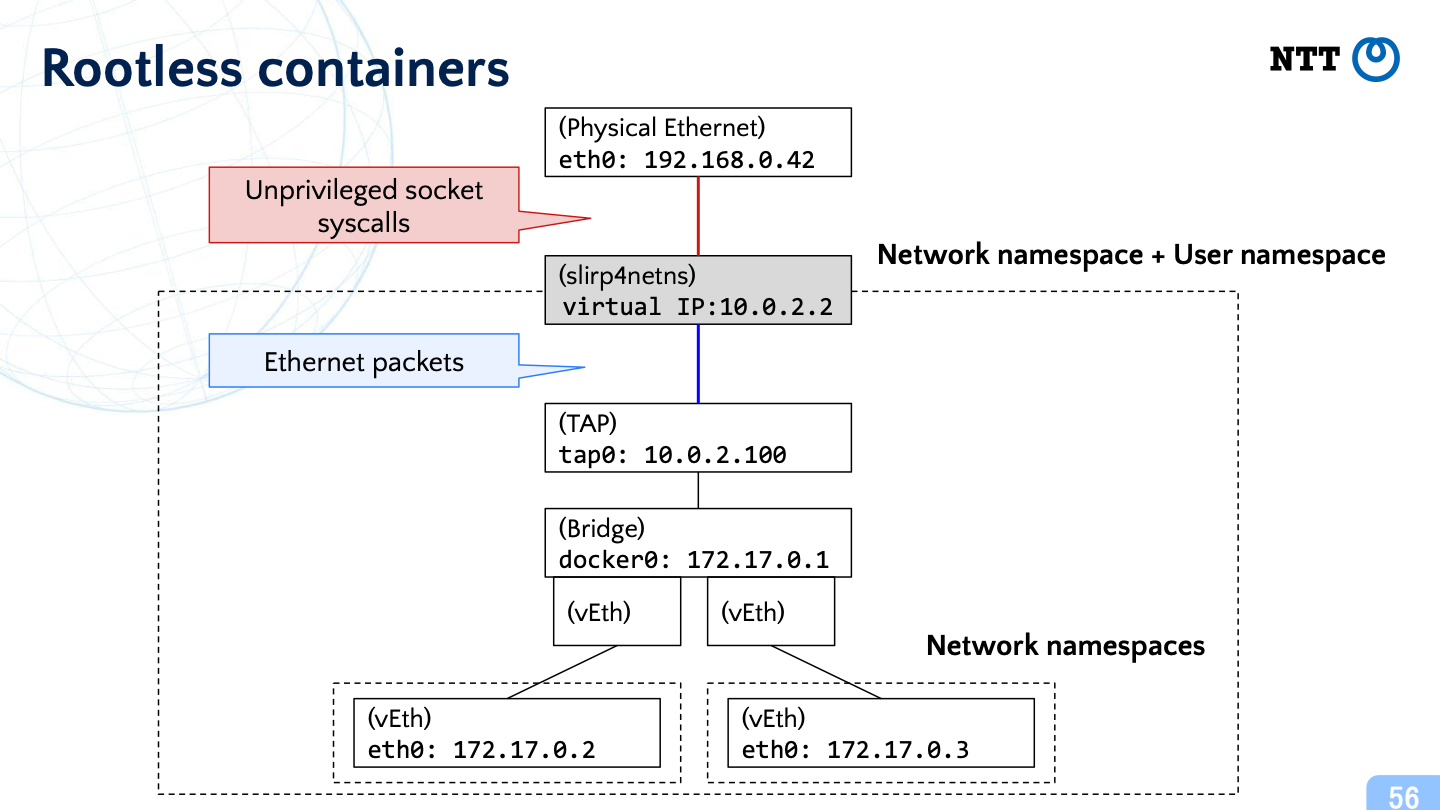 Rootless containers
NTT
(Physical Ethernet)
eth0: 192.168.0.42
Unprivileged socket
syscalls
Network namespace + User namespace
(slirp4netns)
virtual IP:10.0.2.2
Ethernet packets
(TAP)
tap0: 10.0.2.100
(Bridge)
docker0: 172.17.0.1
(vEth)
(vEth)
Network namespaces
(vEth)
eth0: 172.17.0.2
(vEth)
eth0: 172.17.0.3
56